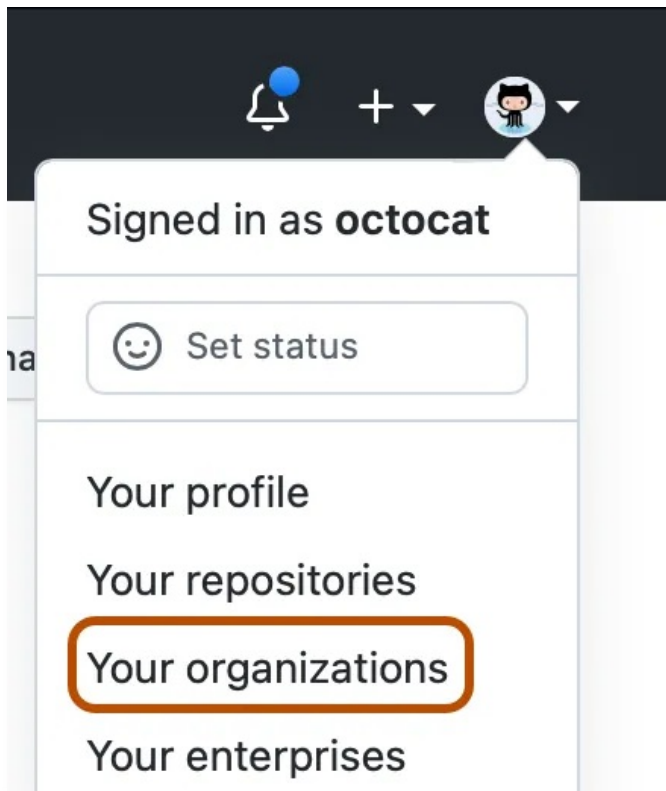 Signed in as octocat
Set status
Your profile
Your repositories
Your organizations
Your enterprises